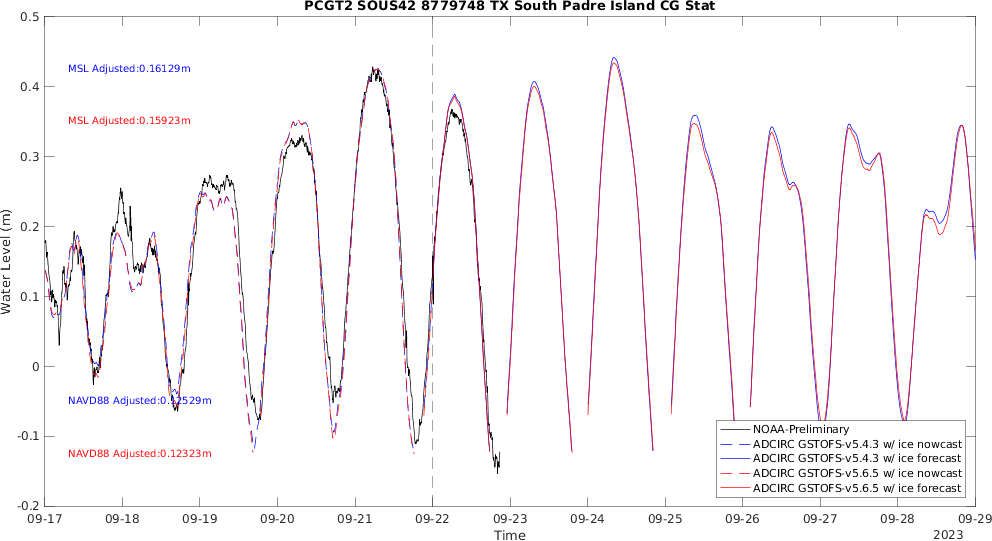 PCGT2 SOUS42 8779748 TX South Padre Island CG Stat
0.5
0.4
0.3
0.2
0.1
0
-0.1
-0.2
Water Level (m)
MSL Adjusted:0.16129m
MSL Adjusted:0.15923m
NAVD88 Adjusted:0.12529m
NAVD88 Adjusted:0.12323m
NOAA-Preliminary
ADCIRC GSTOFS-v5.4.3 w/ ice nowcast
ADCIRC GSTOFS-v5.4.3 w/ ice forecast
ADCIRC GSTOFS-v5.6.5 w/ ice nowcast
ADCIRC GSTOFS-v5.6.5 w/ ice forecast
09-17 09-18 09-19 09-20 09-21 09-22 09-23 09-24 09-25 09-26 09-27 09-28 09-29
Time
2023